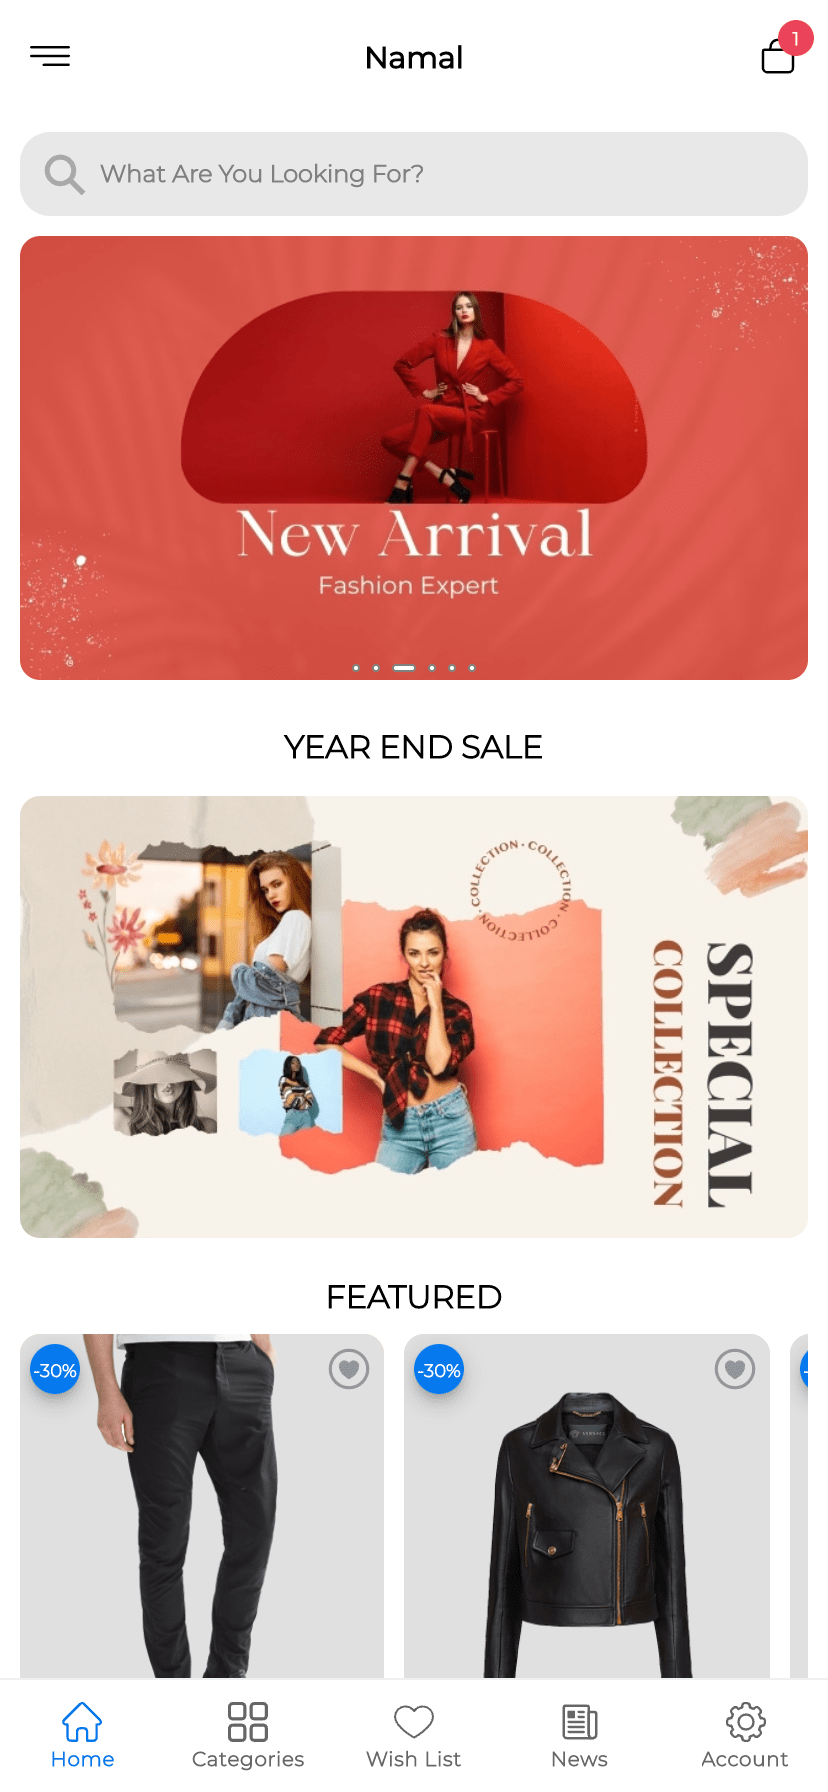 Namal
1
What Are You Looking For?
New Arrival
Fashion Expert
YEAR END SALE
COLLECTION · COLLECTION · COLLECTION ·
SPECIAL
COLLECTION
FEATURED
-30%
-30%
Home
Categories
Wish List
News
Account